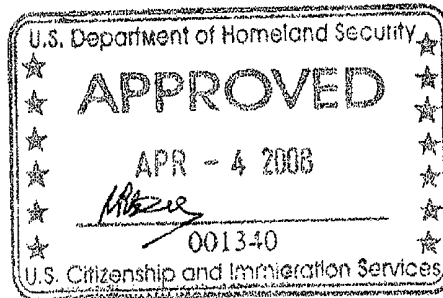 U.S. Department of Homeland Security
APPROVED
APR - 4 2008
001340
U.S. Citizenship and Immigration Services